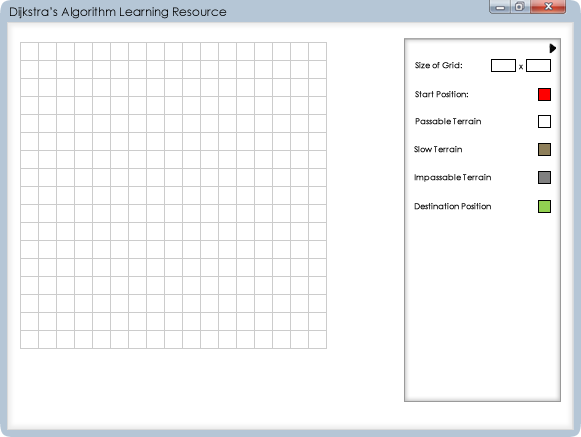 Dijkstra's Algorithm Learning Resource
Size of Grid: x
Start Position:
Passable Terrain
Slow Terrain
Impassable Terrain
Destination Position